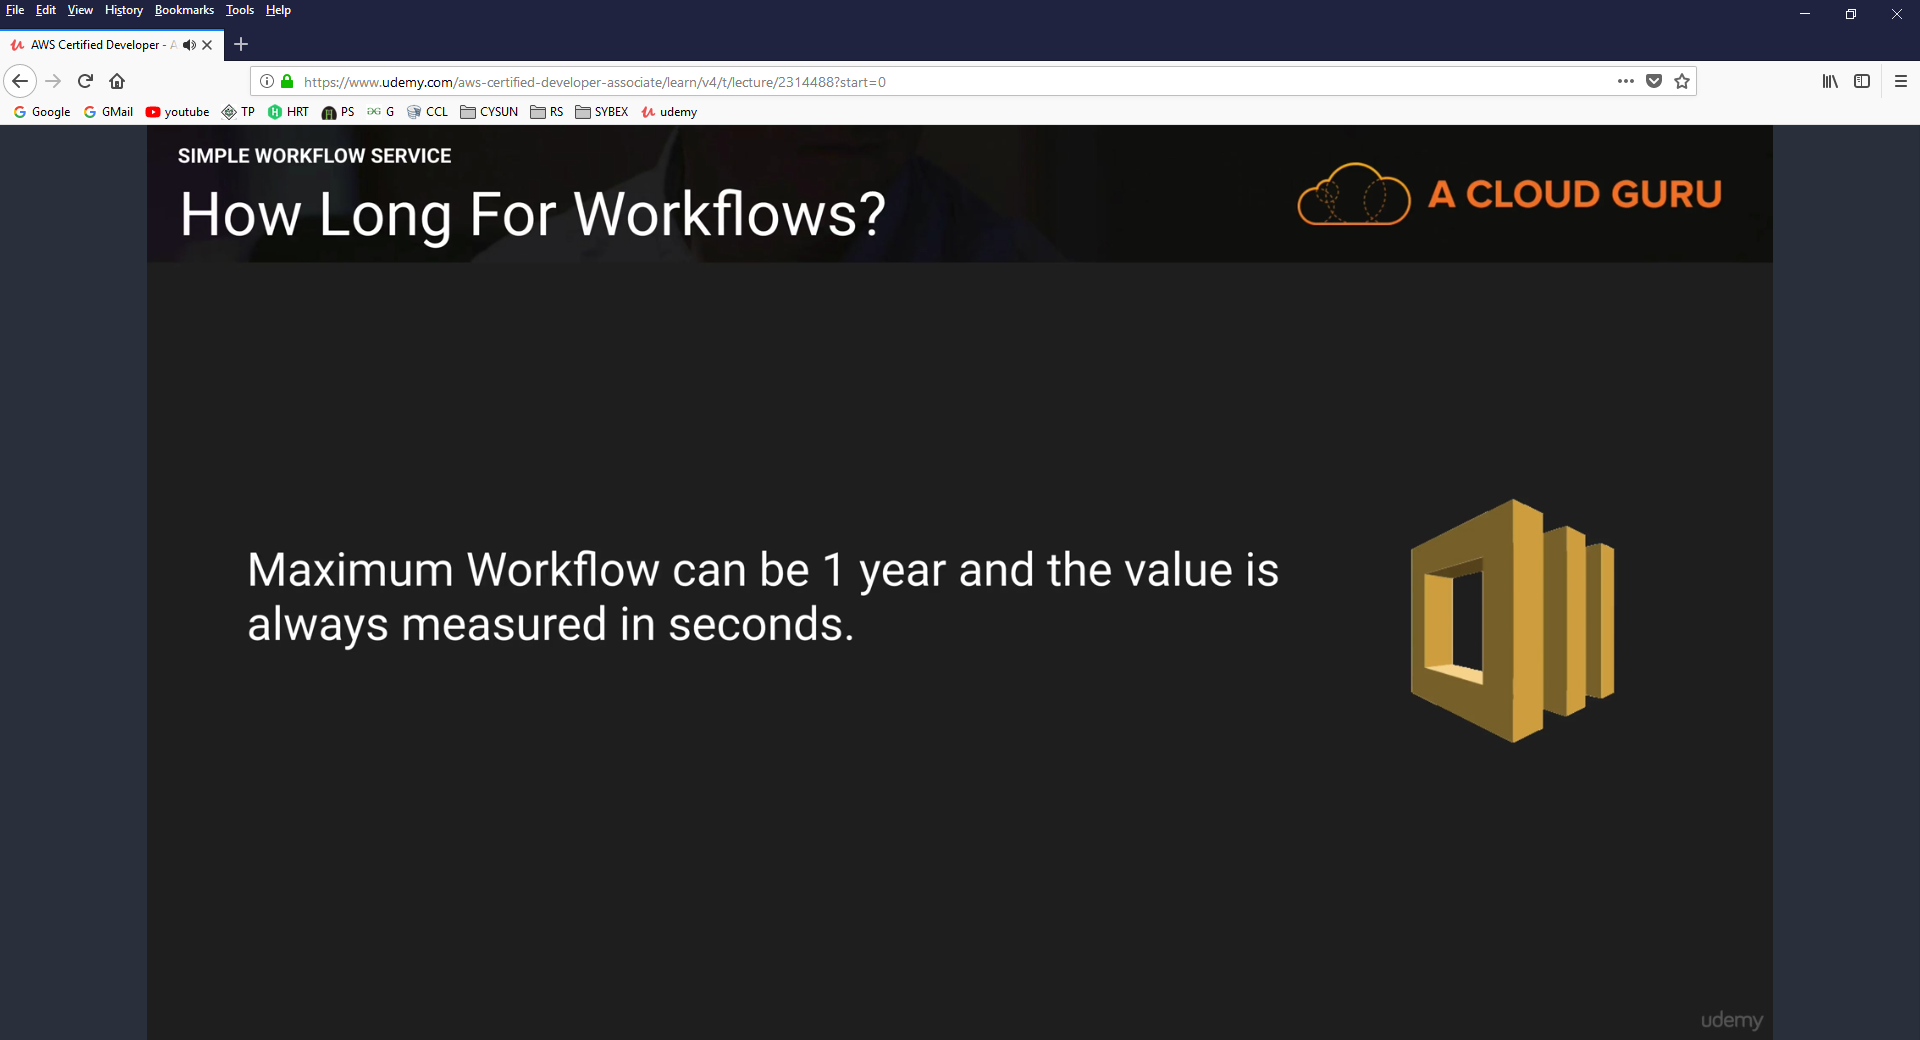 File Edit View History Bookmarks Tools Help
AWS Certified Developer - A
https://www.udemy.com/aws-certified-developer-associate/learn/v4/t/lecture/2314488?start=0
Google GMail youtube TP HRT PS G CCL CYSUN RS SYBEX udemy
SIMPLE WORKFLOW SERVICE
How Long For Workflows?
A CLOUD GURU
Maximum Workflow can be 1 year and the value is
always measured in seconds.
udemy